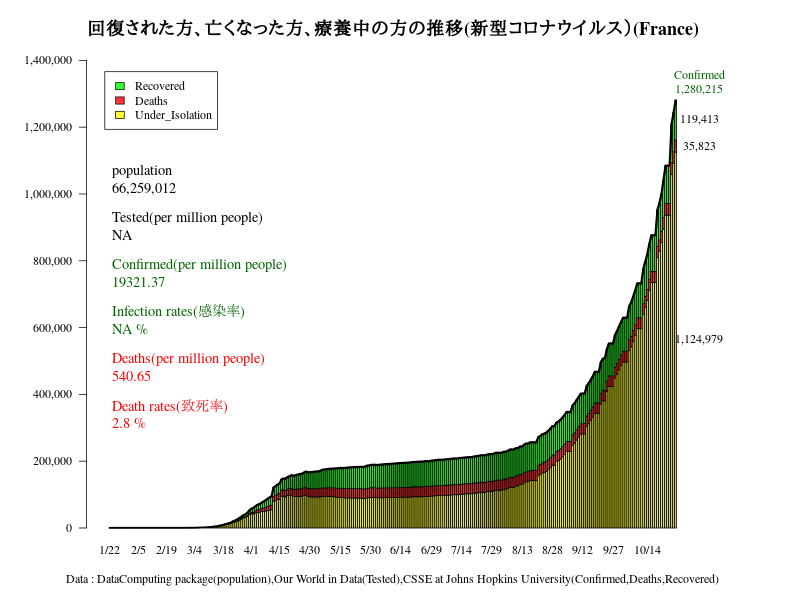 回復された方、亡くなった方、療養中の方の推移(新型コロナウイルス）(France)
1,400,000
1,200,000
1,000,000
800,000
600,000
400,000
200,000
0
Recovered
Deaths
Under_Isolation
population
66,259,012
Tested(per million people)
NA
Confirmed(per million people)
19321.37
Infection rates(感染率)
NA %
Deaths(per million people)
540.65
Death rates(致死率)
2.8 %
Confirmed
1,280,215
119,413
35,823
1,124,979
1/22 2/5 2/19 3/4 3/18 4/1 4/15 4/30 5/15 5/30 6/14 6/29 7/14 7/29 8/13 8/28 9/12 9/27 10/14
Data : DataComputing package(population),Our World in Data(Tested),CSSE at Johns Hopkins University(Confirmed,Deaths,Recovered)